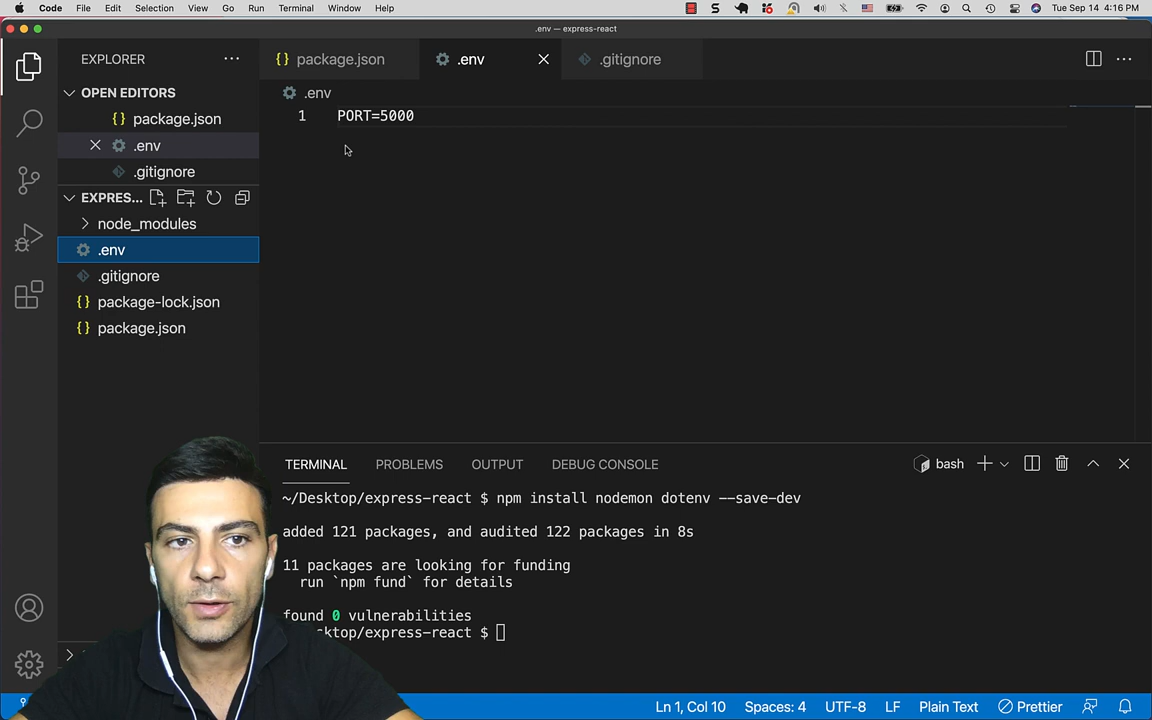 Code File Edit Selection View Go Run Terminal Window Help Tue Sep 14 4:16 PM
.env — express-react
EXPLORER
{} package.json .env .gitignore
OPEN EDITORS
.env
{} package.json
.env
.gitignore
1 PORT=5000
EXPRES...
node_modules
.env
.gitignore
{} package-lock.json
{} package.json
TERMINAL PROBLEMS OUTPUT DEBUG CONSOLE bash
~/Desktop/express-react $ npm install nodemon dotenv --save-dev
added 121 packages, and audited 122 packages in 8s
11 packages are looking for funding
run `npm fund` for details
found 0 vulnerabilities
sktop/express-react $
Ln 1, Col 10 Spaces: 4 UTF-8 LF Plain Text Prettier